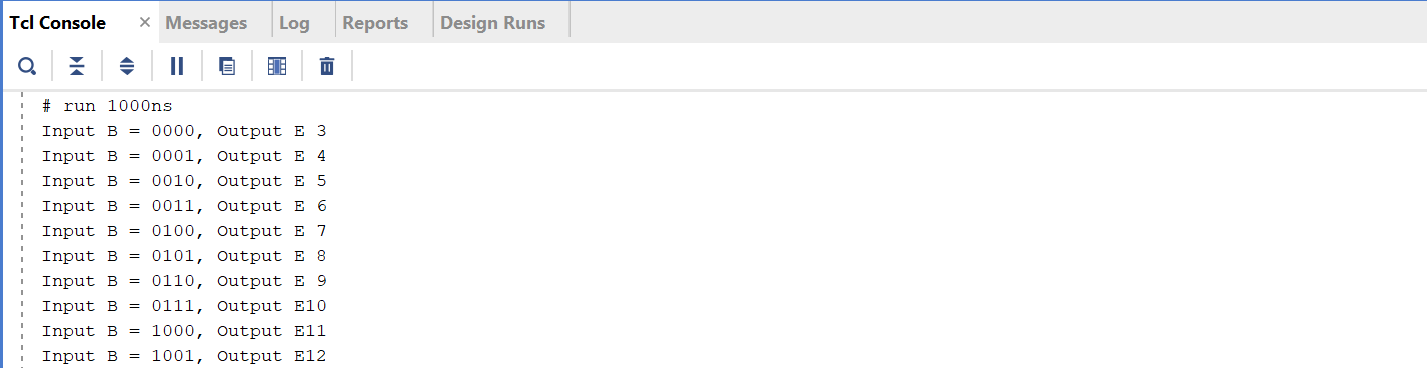 Tcl Console × Messages Log Reports Design Runs
# run 1000ns
Input B = 0000, Output E 3
Input B = 0001, Output E 4
Input B = 0010, Output E 5
Input B = 0011, Output E 6
Input B = 0100, Output E 7
Input B = 0101, Output E 8
Input B = 0110, Output E 9
Input B = 0111, Output E10
Input B = 1000, Output E11
Input B = 1001, Output E12